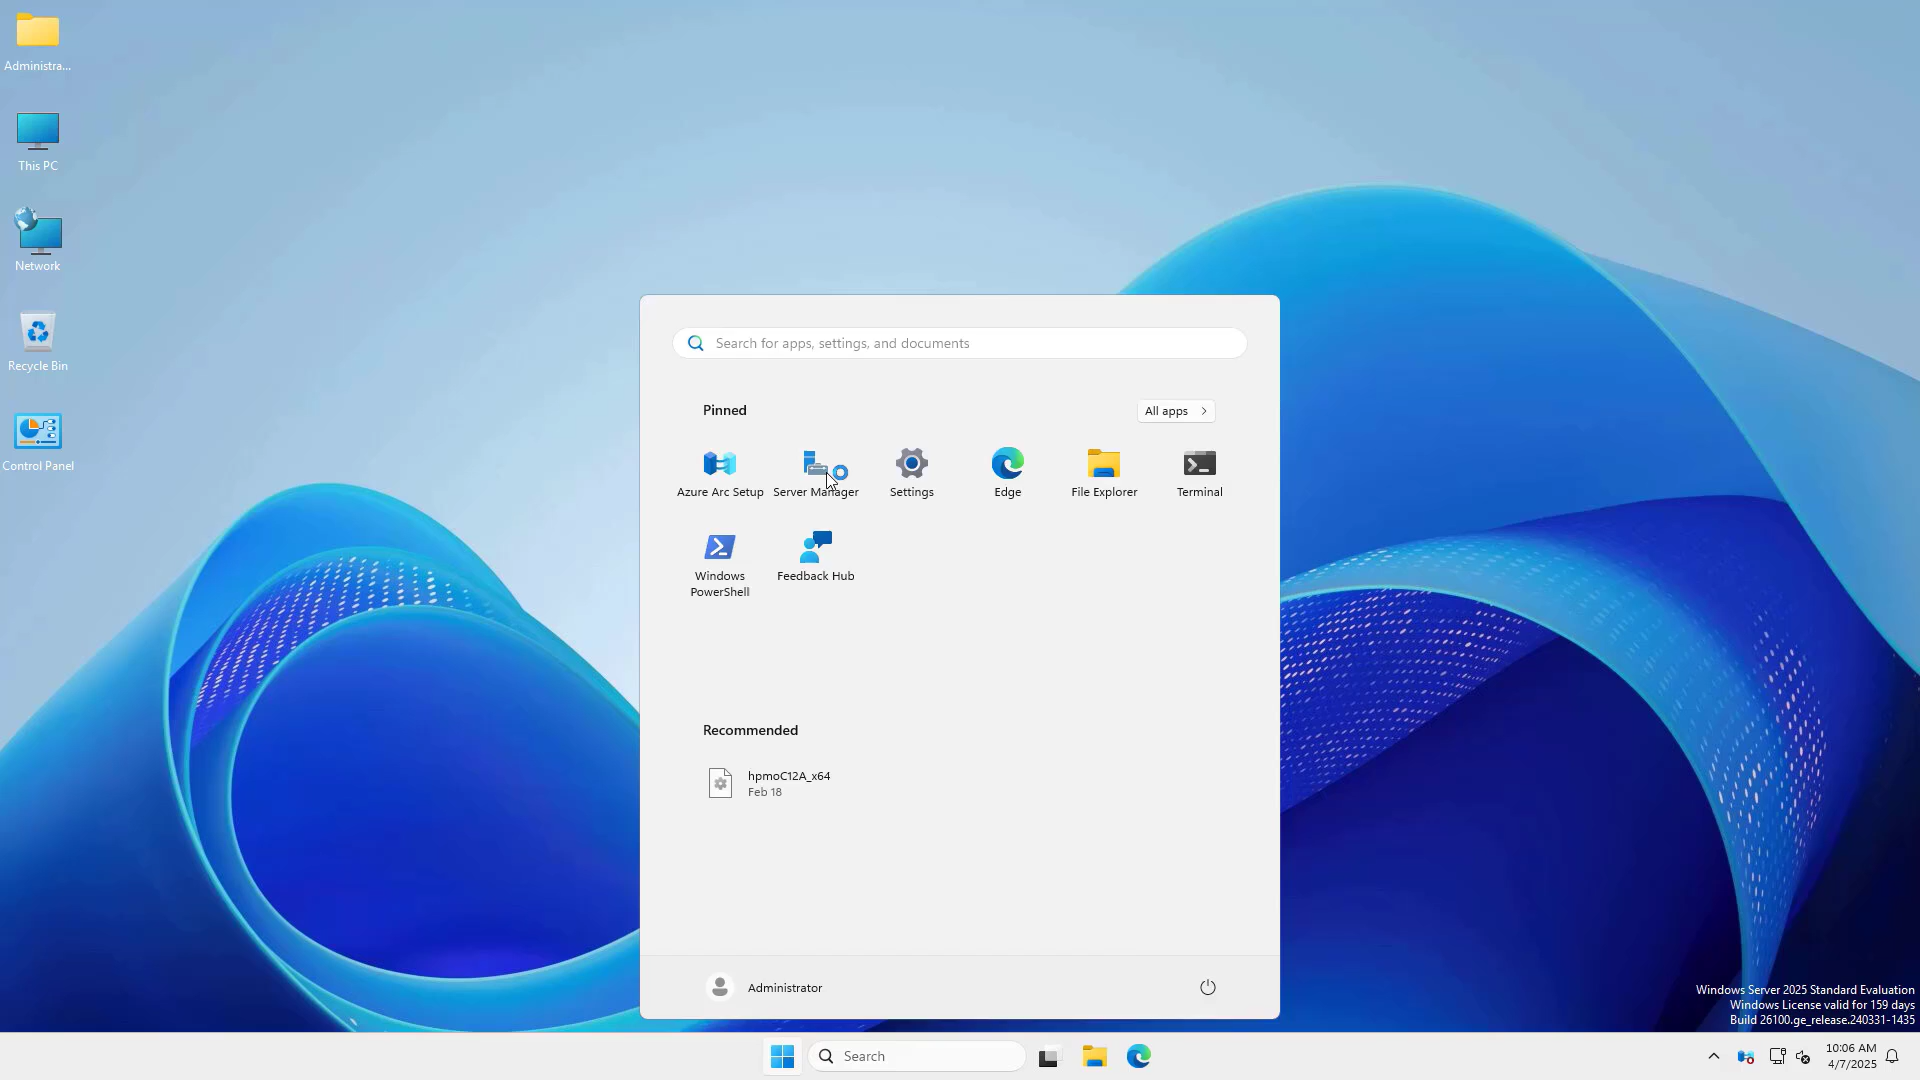 Administra...
This PC
Network
Recycle Bin
Control Panel
Search for apps, settings, and documents
Pinned
All apps
Azure Arc Setup
Server Manager
Settings
Edge
File Explorer
Terminal
Windows
PowerShell
Feedback Hub
Recommended
hpmoC12A_x64
Feb 18
Administrator
Windows Server 2025 Standard Evaluation
Windows License valid for 159 days
Build 26100.ge_release.240331-1435
Search
10:06 AM
4/7/2025